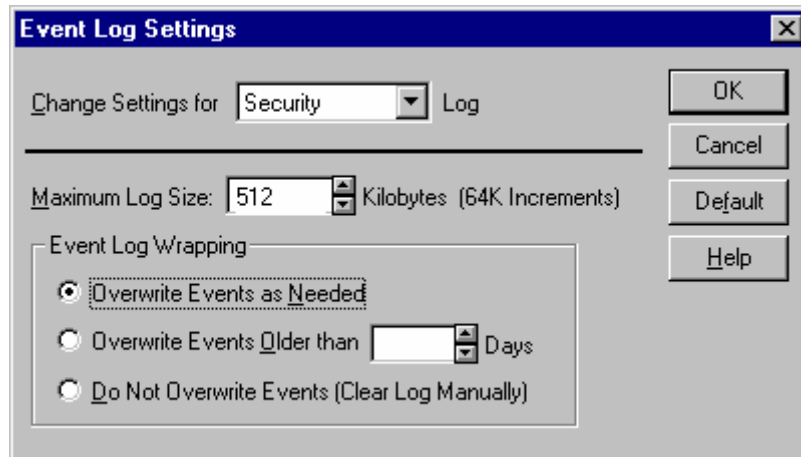 Event Log Settings
Change Settings for Security Log
OK
Cancel
Maximum Log Size: 512 Kilobytes (64K Increments)
Default
Event Log Wrapping
Help
Overwrite Events as Needed
Overwrite Events Older than Days
Do Not Overwrite Events (Clear Log Manually)